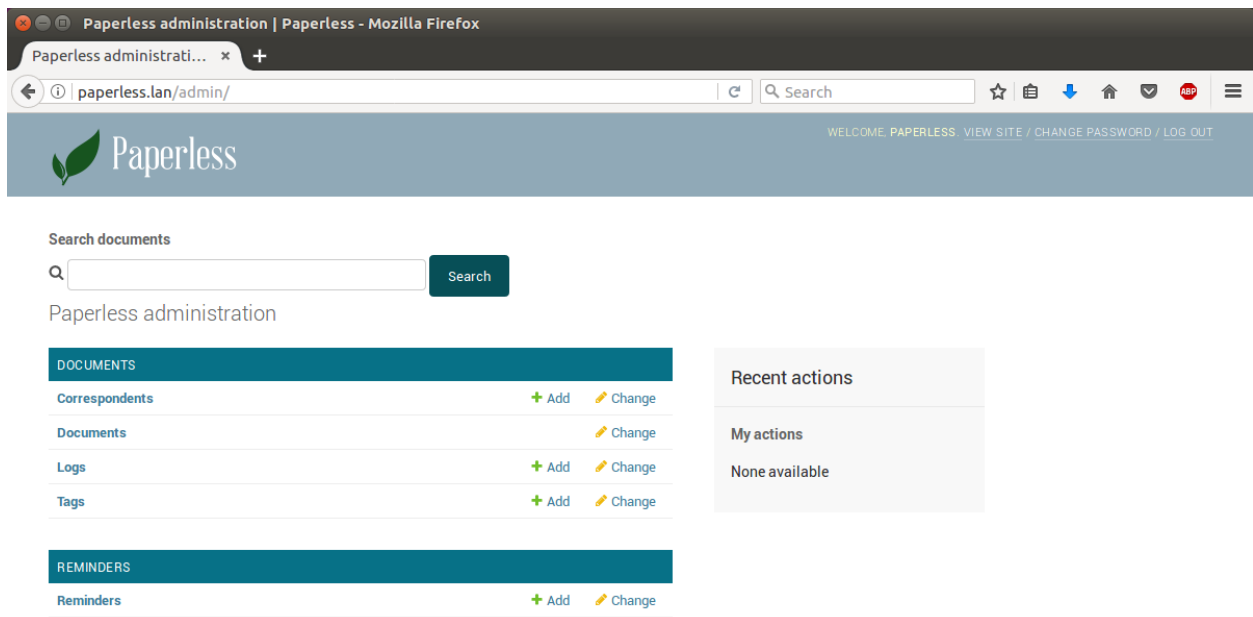 Paperless administration | Paperless - Mozilla Firefox
Paperless administrati...
paperless.lan/admin/
Search
ABP
Paperless
WELCOME, PAPERLESS. VIEW SITE / CHANGE PASSWORD / LOG OUT
Search documents
Search
Paperless administration
DOCUMENTS
Correspondents Add Change
Documents Change
Logs Add Change
Tags Add Change
REMINDERS
Reminders Add Change
Recent actions
My actions
None available